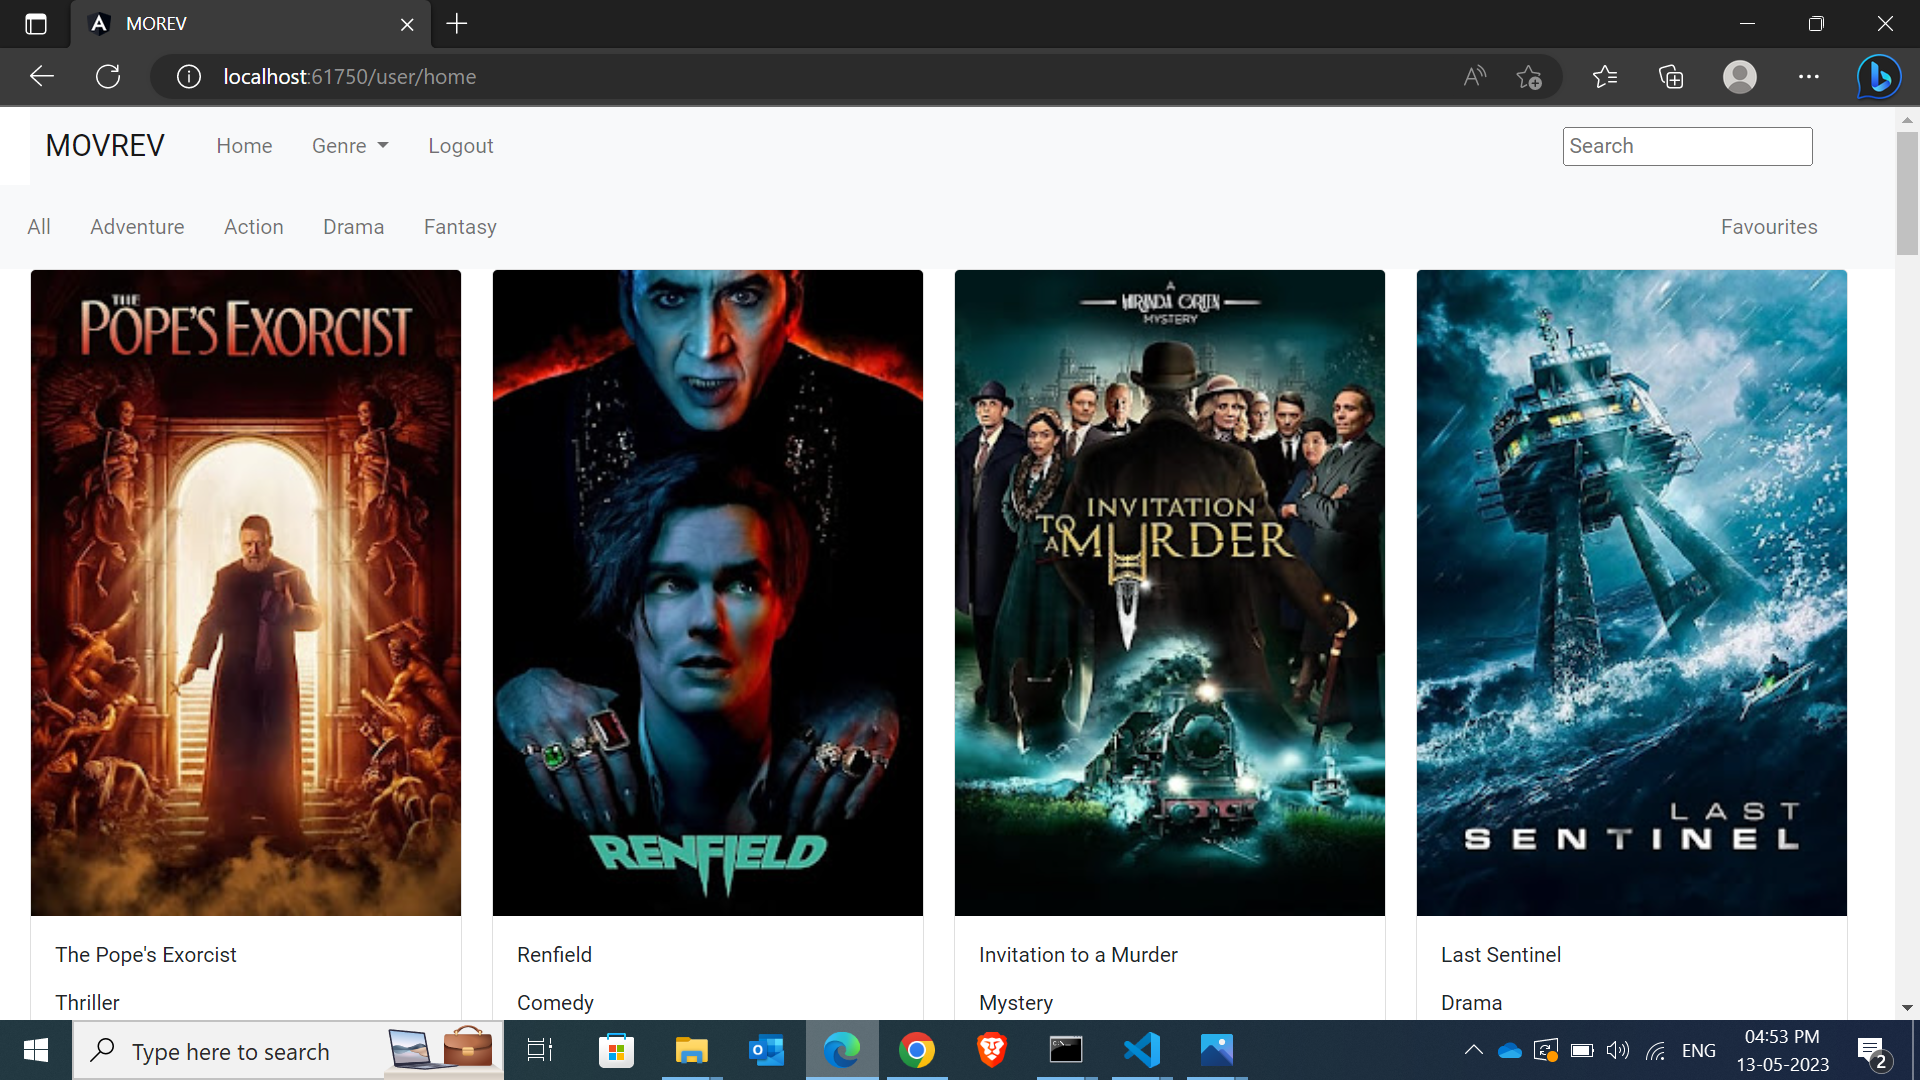 MOREV
localhost:61750/user/home
MOVREV Home Genre Logout Search
All Adventure Action Drama Fantasy Favourites
THE
POPE'S EXORCIST
RENFIELD
A
MIRANDA GREEN
MYSTERY
INVITATION
TO
A MURDER
LAST
SENTINEL
The Pope's Exorcist
Thriller
Renfield
Comedy
Invitation to a Murder
Mystery
Last Sentinel
Drama
Type here to search
ENG
04:53 PM
13-05-2023
2